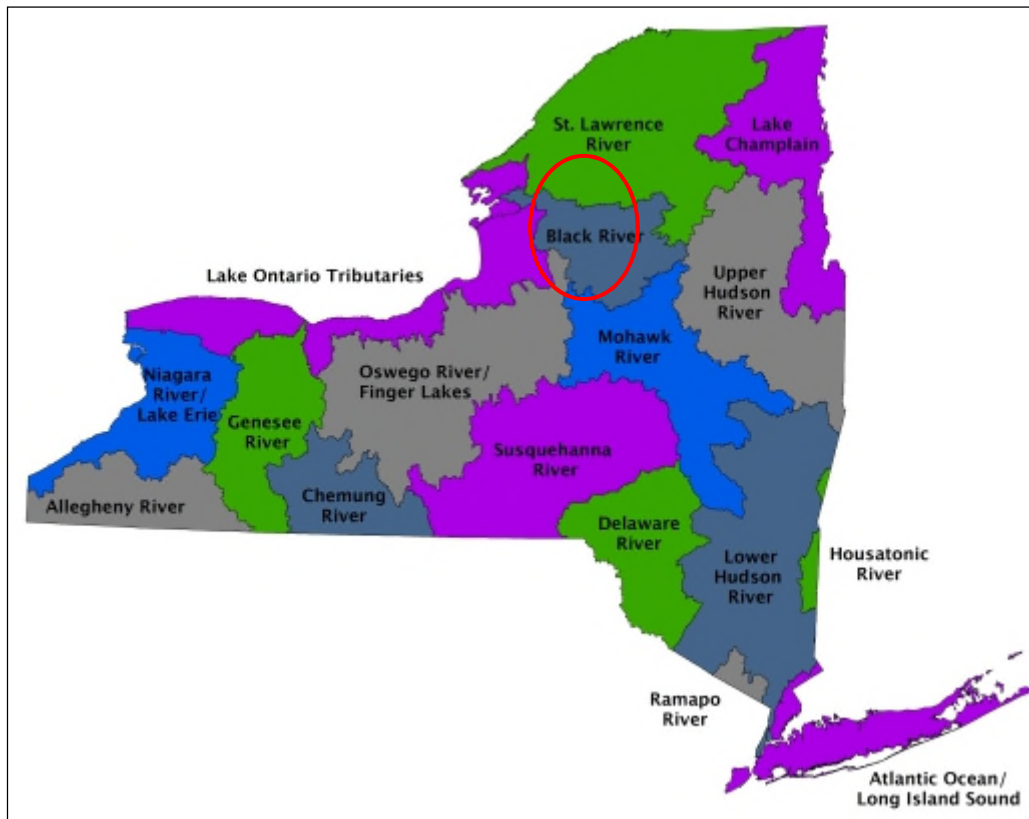 St. Lawrence
River
Lake
Champlain
Black River
Lake Ontario Tributaries
Upper
Hudson
River
Mohawk
River
Oswego River/
Finger Lakes
Niagara
River/
Lake Erie
Genesee
River
Susquehanna
River
Chemung
River
Allegheny River
Delaware
River
Lower
Hudson
River
Housatonic
River
Ramapo
River
Atlantic Ocean/
Long Island Sound